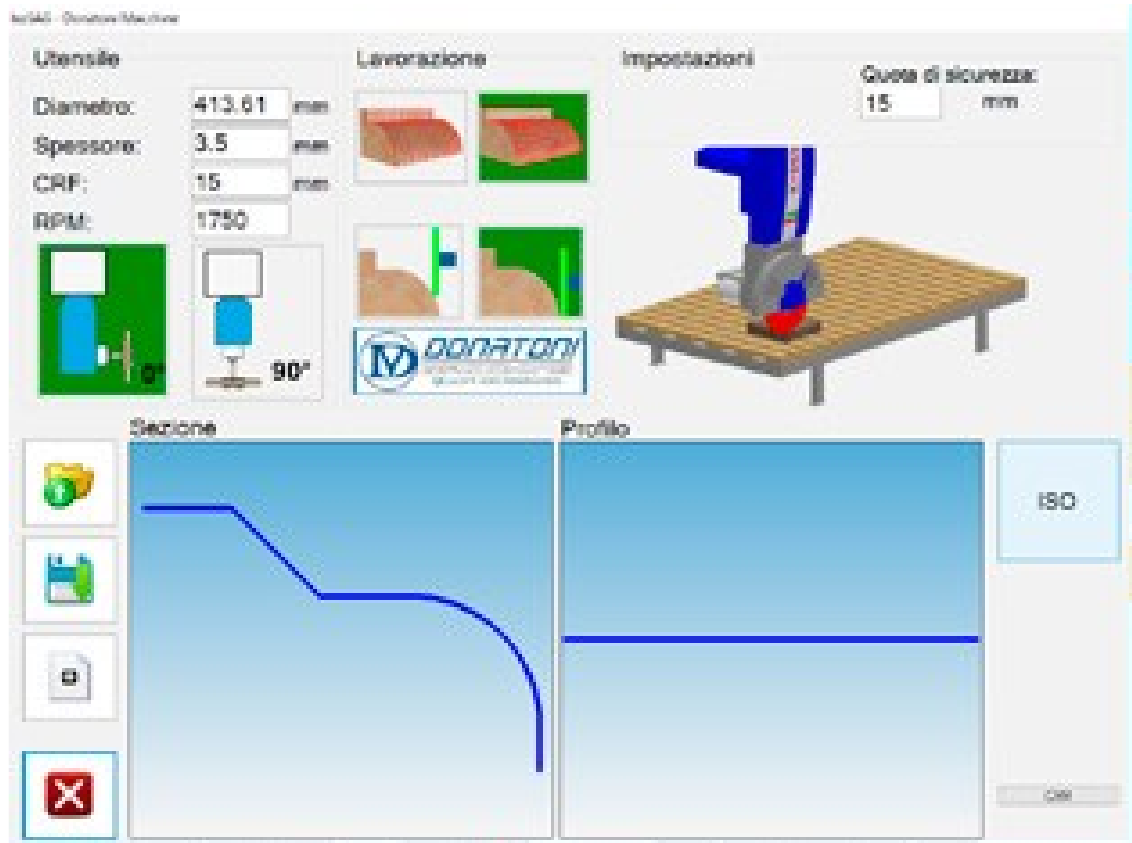 Utensile
Diametro: 413.61 mm
Spessore: 3.5 mm
CRF: 15 mm
RPM: 1750
0°
90°
Lavorazione
DONATONI
Impostazioni
Quota di sicurezza:
15 mm
Sezione
Profilo
ISO